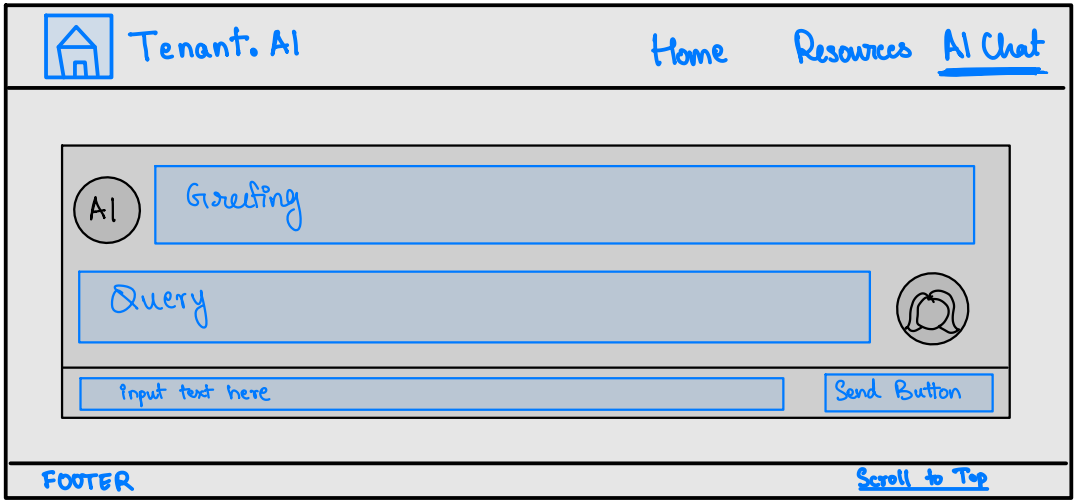 Tenant. AI Home Resources AI Chat
AI Greeting
Query
input text here Send Button
FOOTER Scroll to Top